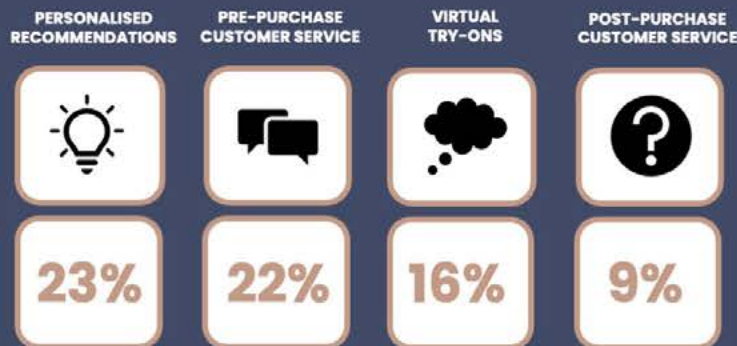 PERSONALISED
RECOMMENDATIONS
PRE-PURCHASE
CUSTOMER SERVICE
VIRTUAL
TRY-ONS
POST-PURCHASE
CUSTOMER SERVICE
?
23%
22%
16%
9%